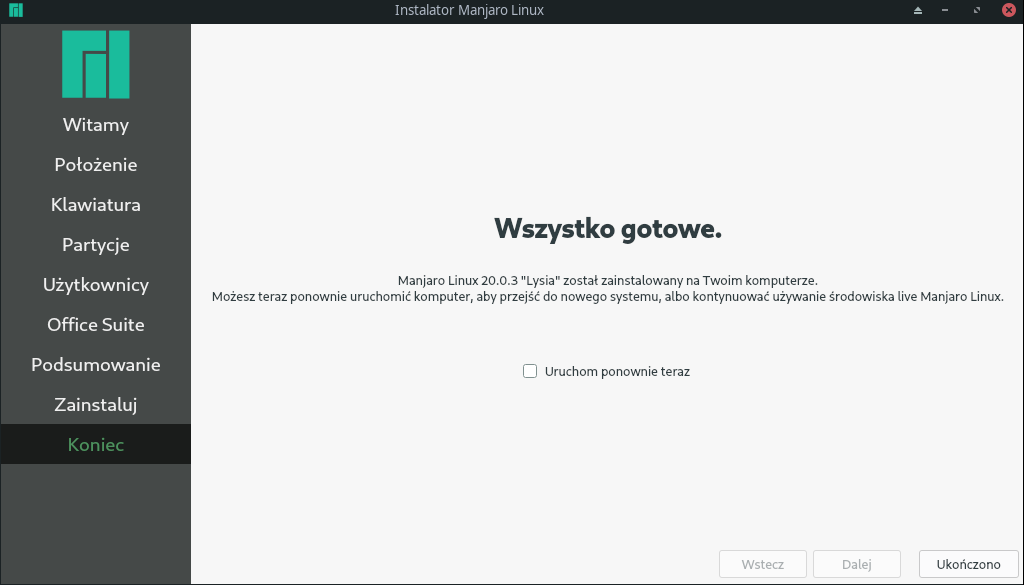 Instalator Manjaro Linux
Witamy
Położenie
Klawiatura
Partycje
Użytkownicy
Office Suite
Podsumowanie
Zainstaluj
Koniec
Wszystko gotowe.
Manjaro Linux 20.0.3 "Lysia" został zainstalowany na Twoim komputerze.
Możesz teraz ponownie uruchomić komputer, aby przejść do nowego systemu, albo kontynuować używanie środowiska live Manjaro Linux.
Uruchom ponownie teraz
Wstecz Dalej Ukończono